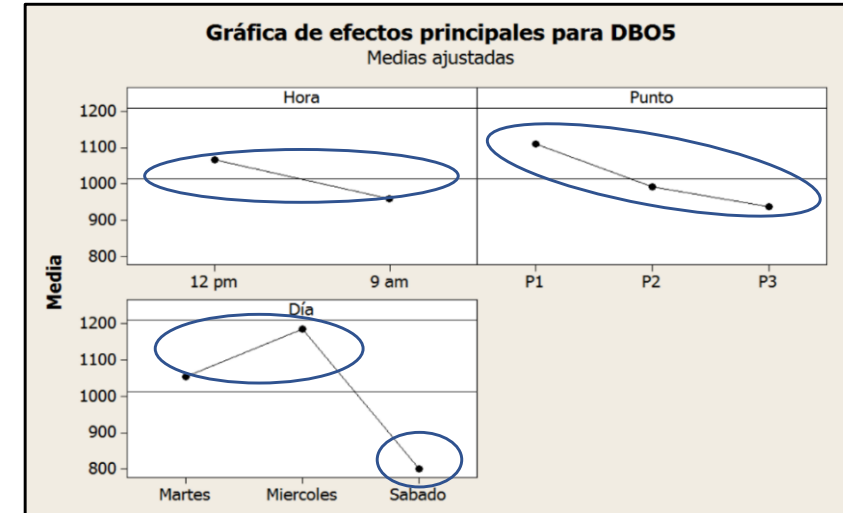 Gráfica de efectos principales para DBO5
Medias ajustadas
Hora
Punto
1200
1100
1000
900
800
12 pm
9 am
P1
P2
P3
Media
Día
1200
1100
1000
900
800
Martes
Miercoles
Sabado